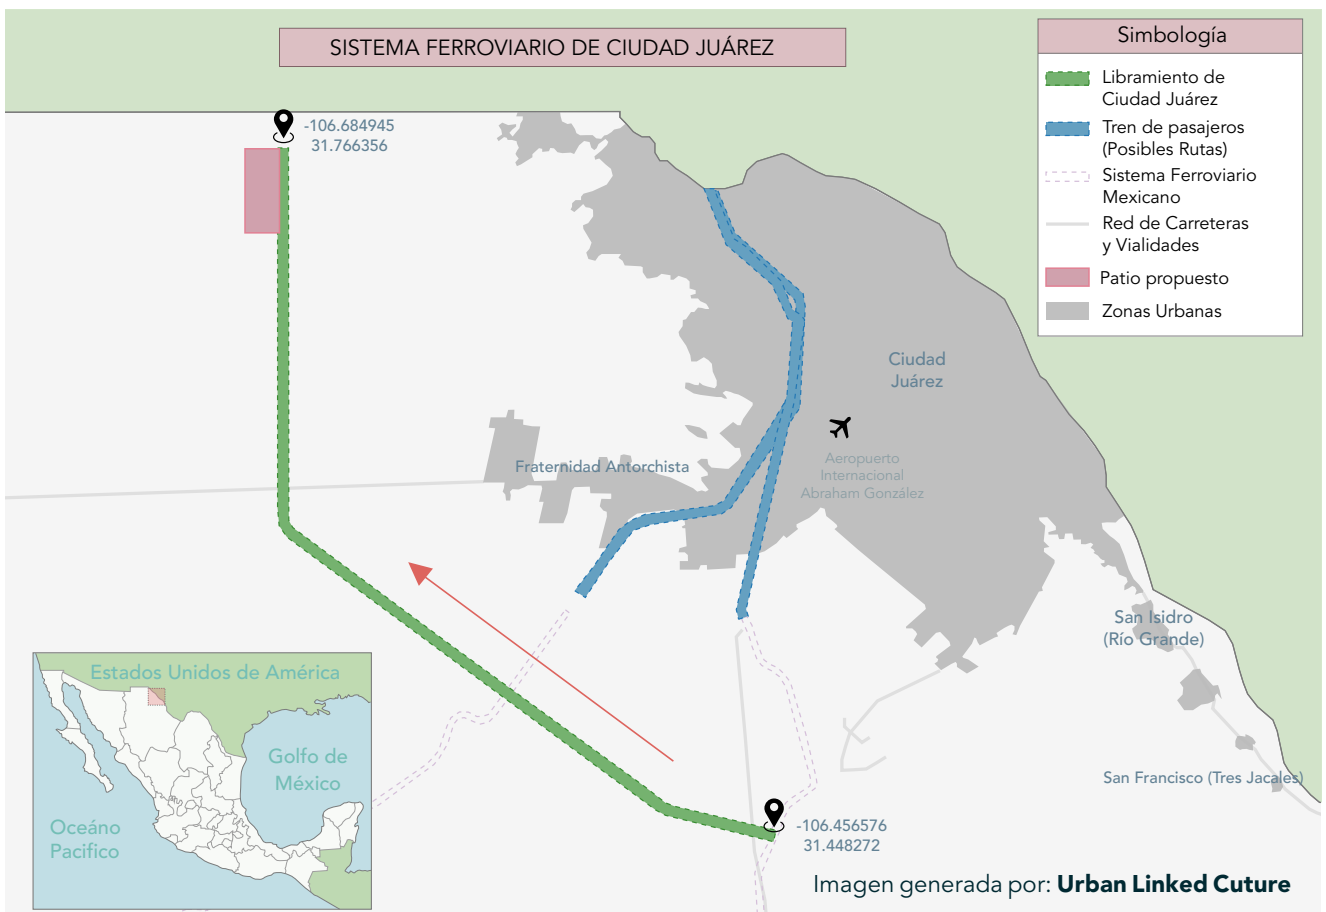 SISTEMA FERROVIARIO DE CIUDAD JUÁREZ
Simbología
Libramiento de
Ciudad Juárez
Tren de pasajeros
(Posibles Rutas)
Sistema Ferroviario
Mexicano
Red de Carreteras
y Vialidades
Patio propuesto
Zonas Urbanas
-106.684945
31.766356
Ciudad
Juárez
Fraternidad Antorchista
Aeropuerto
Internacional
Abraham González
San Isidro
(Río Grande)
San Francisco (Tres Jacales)
-106.456576
31.448272
Estados Unidos de América
Golfo de
México
Oceáno
Pacifico
Imagen generada por: Urban Linked Cuture